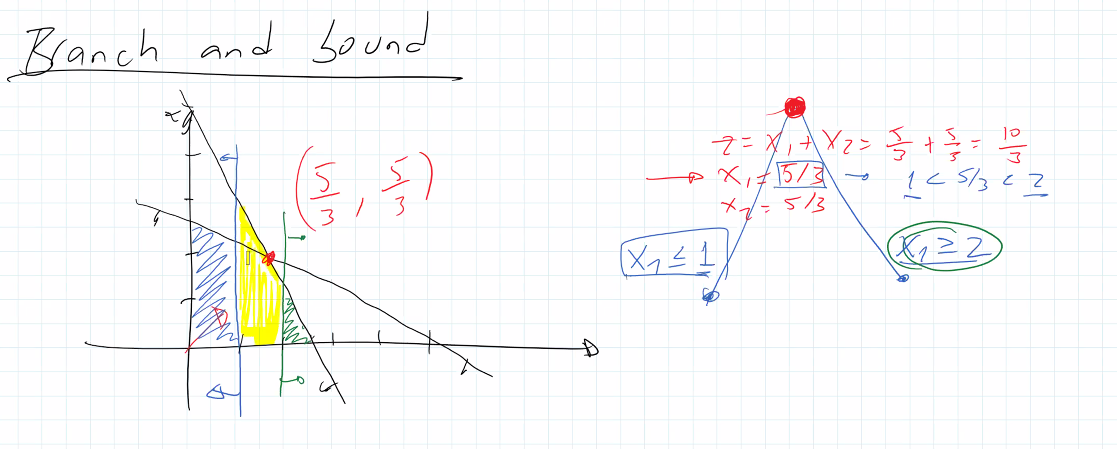 Branch and bound
(5/3, 5/3)
z = x₁ + x₂ = 5/3 + 5/3 = 10/3
x₁ = 5/3 → 1 < 5/3 < 2
x₂ = 5/3
x₁ ≤ 1
x₁ ≥ 2